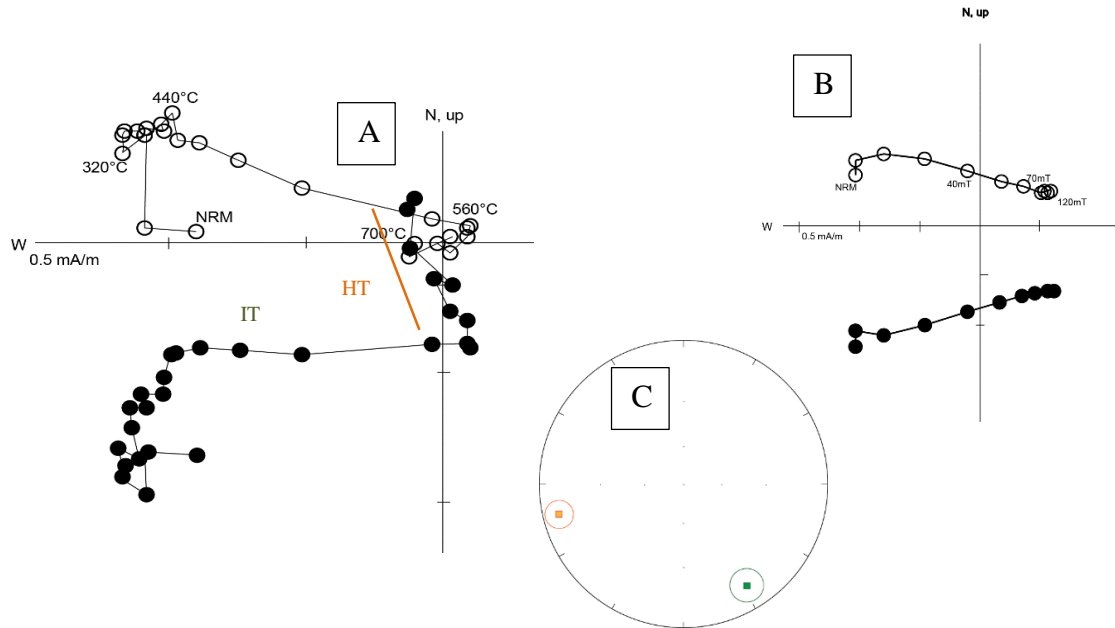 A
440°C
N, up
320°C
NRM
560°C
700°C
W
0.5 mA/m
HT
IT
N, up
B
NRM
40mT
70mT
120mT
W
0.5 mA/m
C